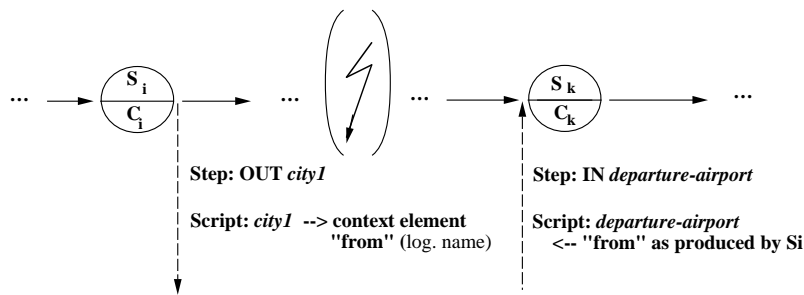 S i
C i
S k
C k
... ... ... ...
Step: OUT city1
Script: city1 --> context element
"from" (log. name)
Step: IN departure-airport
Script: departure-airport
<-- "from" as produced by Si